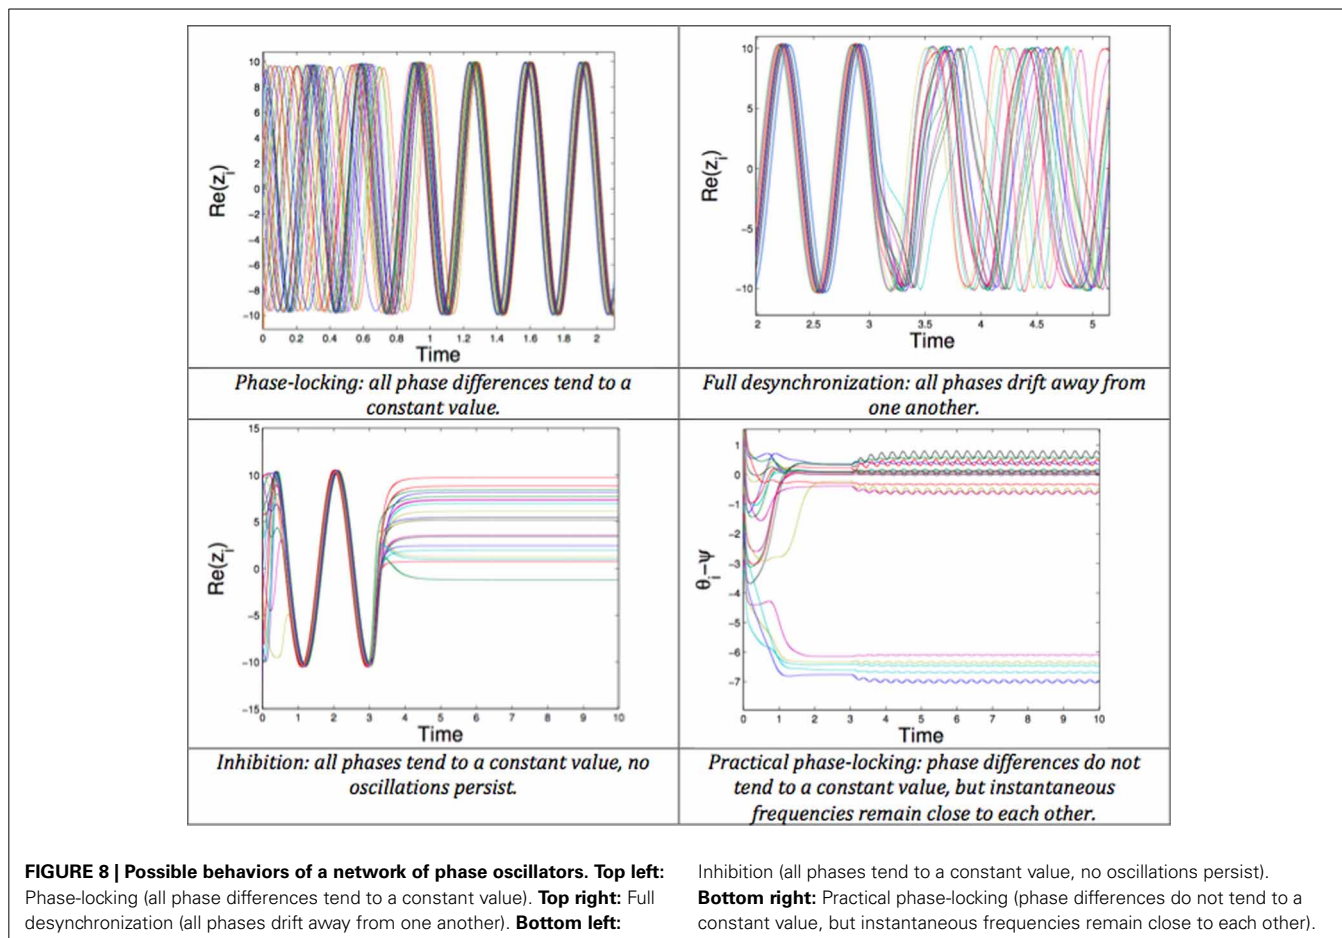 10
8
6
4
2
0
−2
−4
−6
−8
−10
Re(z_i)
0 0.2 0.4 0.6 0.8 1 1.2 1.4 1.6 1.8 2
Time
10
5
0
−5
−10
Re(z_i)
2 2.5 3 3.5 4 4.5 5
Time
Phase-locking: all phase differences tend to a
constant value.
Full desynchronization: all phases drift away from
one another.
15
10
5
0
−5
−10
−15
Re(z_i)
0 1 2 3 4 5 6 7 8 9 10
Time
1
0
−1
−2
−3
−4
−5
−6
−7
θ_i−ψ
0 1 2 3 4 5 6 7 8 9 10
Time
Inhibition: all phases tend to a constant value, no
oscillations persist.
Practical phase-locking: phase differences do not
tend to a constant value, but instantaneous
frequencies remain close to each other.
FIGURE 8 | Possible behaviors of a network of phase oscillators. Top left:
Phase-locking (all phase differences tend to a constant value). Top right: Full
desynchronization (all phases drift away from one another). Bottom left:
Inhibition (all phases tend to a constant value, no oscillations persist).
Bottom right: Practical phase-locking (phase differences do not tend to a
constant value, but instantaneous frequencies remain close to each other).